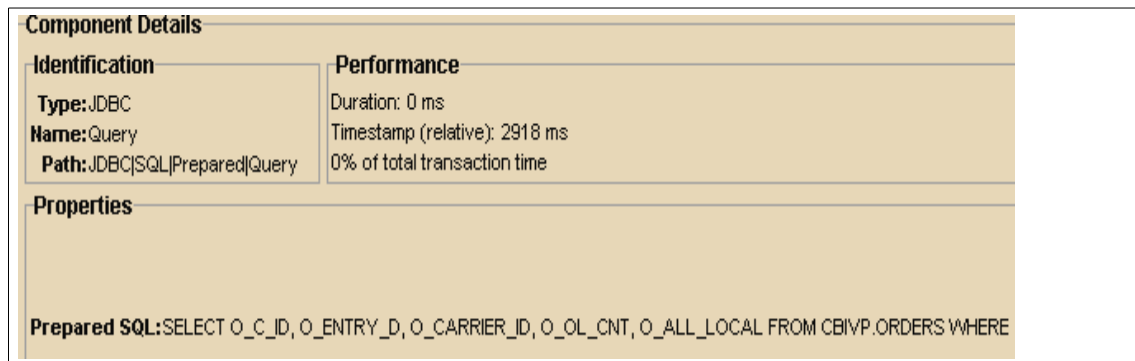 Component Details
Identification
Type:JDBC
Name:Query
Path:JDBC|SQL|Prepared|Query
Performance
Duration: 0 ms
Timestamp (relative): 2918 ms
0% of total transaction time
Properties
Prepared SQL:SELECT O_C_ID, O_ENTRY_D, O_CARRIER_ID, O_OL_CNT, O_ALL_LOCAL FROM CBIVP.ORDERS WHERE